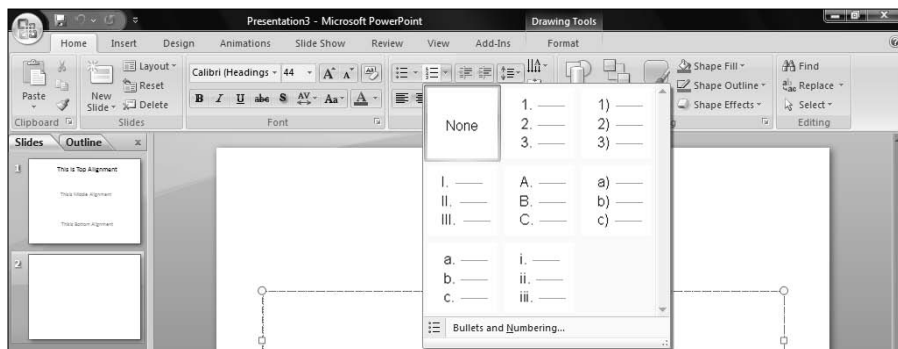 Presentation3 - Microsoft PowerPoint Drawing Tools
Home Insert Design Animations Slide Show Review View Add-Ins Format
Paste
Clipboard
New Slide
Layout
Reset
Delete
Slides
Calibri (Headings 44
B I U abe S AV Aa A
Font
Shape Fill
Shape Outline
Shape Effects
Find
Replace
Select
Editing
Slides Outline
1
This is Top Alignment
This is Middle Alignment
This is Bottom Alignment
2
None
1.
2.
3.
1)
2)
3)
I.
II.
III.
A.
B.
C.
a)
b)
c)
a.
b.
c.
i.
ii.
iii.
Bullets and Numbering...